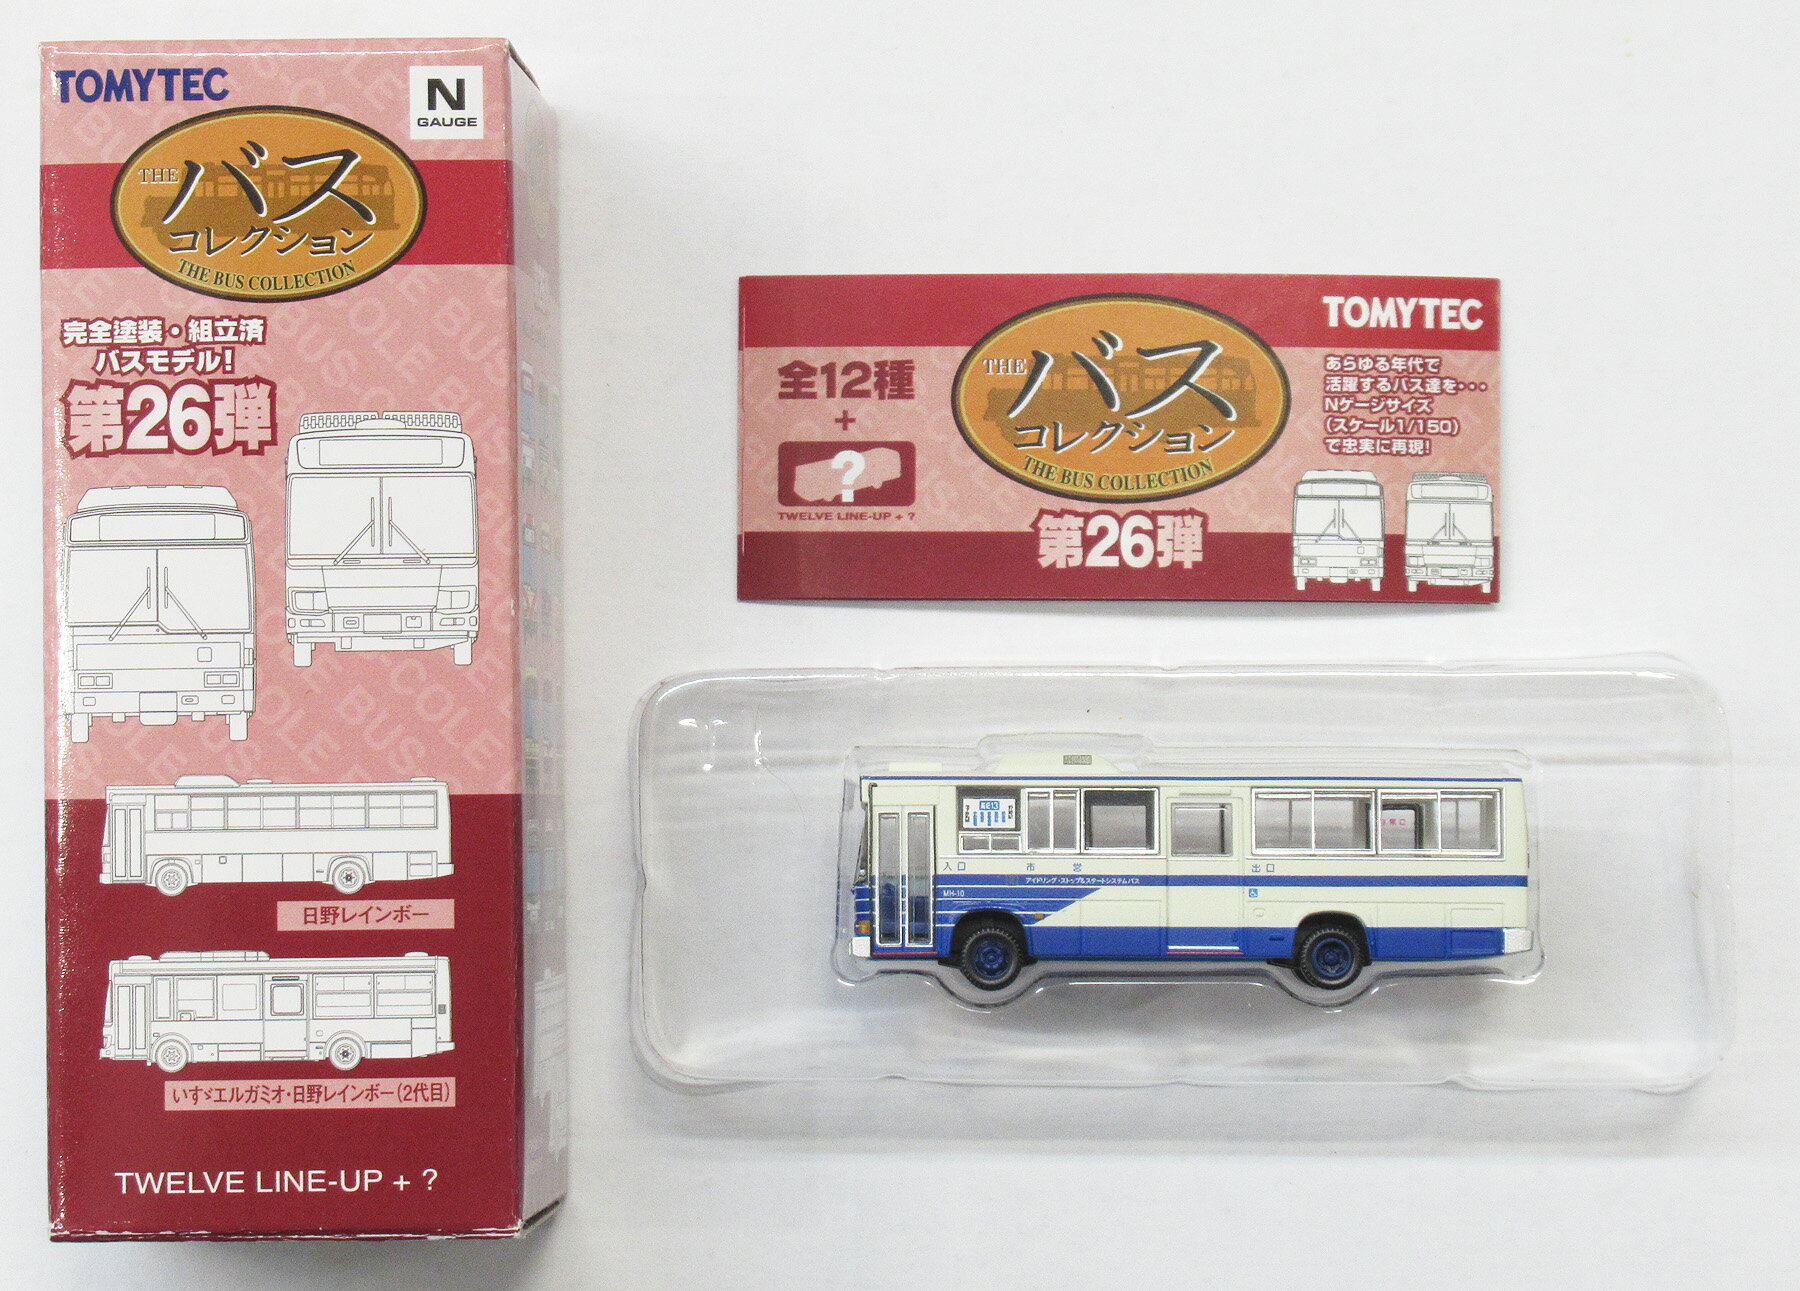 TOMYTEC
N
GAUGE
THE
バス
コレクション
THE BUS COLLECTION
完全塗装・組立済
バスモデル!
第26弾
日野レインボー
いすゞエルガミオ・日野レインボー(2代目)
TWELVE LINE-UP + ?
全12種
+
?
TWELVE LINE-UP + ?
THE
バス
コレクション
THE BUS COLLECTION
第26弾
TOMYTEC
あらゆる年代で
活躍するバス達を・・・
Nゲージサイズ
(スケール1/150)
で忠実に再現!
入口
市営
出口
アイドリング・ストップ&スタートシステムバス
MH-10